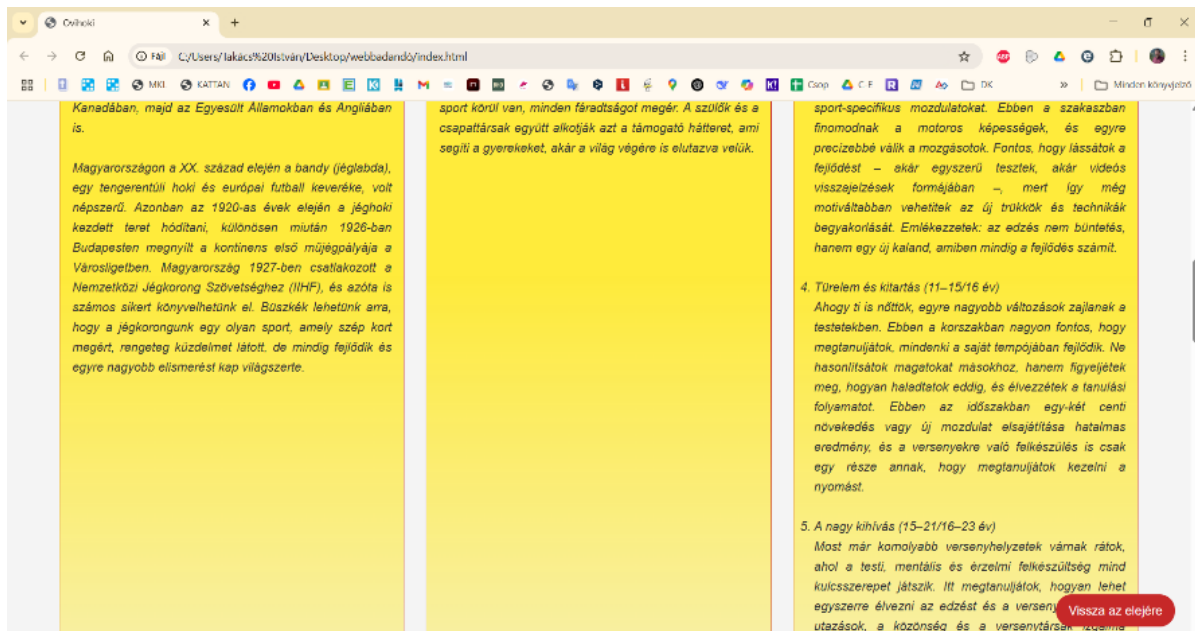 Ovihoki
Fájl
C:/Users/Takács%20István/Desktop/webbadandó/index.html
MKI
KATTAN
Csop
C F
DK
»
Minden könyvjelző
Kanadában, majd az Egyesült Államokban és Angliában
is.
Magyarországon a XX. század elején a bandy (jéglabda),
egy tengerentúli hoki és európai futball keveréke, volt
népszerű. Azonban az 1920-as évek elején a jéghoki
kezdett teret hódítani, különösen miután 1926-ban
Budapesten megnyílt a kontinens első műjégpályája a
Városligetben. Magyarország 1927-ben csatlakozott a
Nemzetközi Jégkorong Szövetséghez (IIHF), és azóta is
számos sikert könyvelhetünk el. Büszkék lehetünk arra,
hogy a jégkorongunk egy olyan sport, amely szép kort
megért, rengeteg küzdelmet látott, de mindig fejlődik és
egyre nagyobb elismerést kap világszerte.
sport körül van, minden fáradtságot megér. A szülők és a
csapattársak együtt alkotják azt a támogató hátteret, ami
segíti a gyerekeket, akár a világ végére is elutazva velük.
sport-specifikus mozdulatokat. Ebben a szakaszban
finomodnak a motoros képességek, és egyre
precízebbé válik a mozgásotok. Fontos, hogy lássátok a
fejlődést – akár egyszerű tesztek, akár videós
visszajelzések formájában –, mert így még
motiváltabban vehetitek az új trükkök és technikák
begyakorlását. Emlékezzetek: az edzés nem büntetés,
hanem egy új kaland, amiben mindig a fejlődés számít.
4. Türelem és kitartás (11–15/16 év)
Ahogy ti is nőttök, egyre nagyobb változások zajlanak a
testetekben. Ebben a korszakban nagyon fontos, hogy
megtanuljátok, mindenki a saját tempójában fejlődik. Ne
hasonlítsátok magatokat másokhoz, hanem figyeljétek
meg, hogyan haladtatok eddig, és élvezzétek a tanulási
folyamatot. Ebben az időszakban egy-két centi
növekedés vagy új mozdulat elsajátítása hatalmas
eredmény, és a versenyekre való felkészülés is csak
egy része annak, hogy megtanuljátok kezelni a
nyomást.
5. A nagy kihívás (15–21/16–23 év)
Most már komolyabb versenyhelyzetek várnak rátok,
ahol a testi, mentális és érzelmi felkészültség mind
kulcsszerepet játszik. Itt megtanuljátok, hogyan lehet
egyszerre élvezni az edzést és a verseny
utazások, a közönség és a versenytársak izgalma
Vissza az elejére